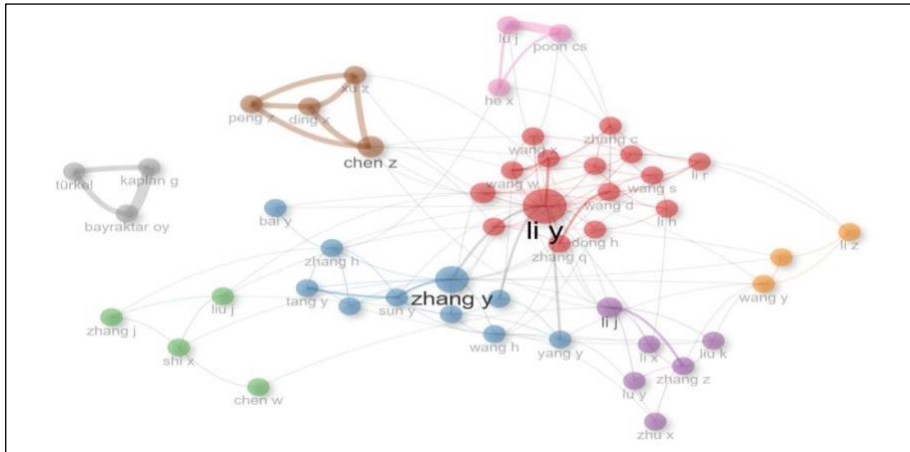 lu j
poon cs
xu z
he x
peng z
ding x
zhang c
wang x
chen z
li r
kaplan g
türkel
wang w
wang s
wang d
bayraktar oy
li h
bai y
li y
dong h
li z
zhang q
zhang h
wang y
tang y
zhang y
liu j
sun y
li j
zhang j
wang h
yang y
li x
liu k
shi x
zhang z
lu y
chen w
zhu x